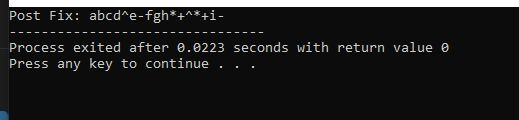 Post Fix: abcd^e-fgh*+^*+i-
--------------------------------
Process exited after 0.0223 seconds with return value 0
Press any key to continue . . .